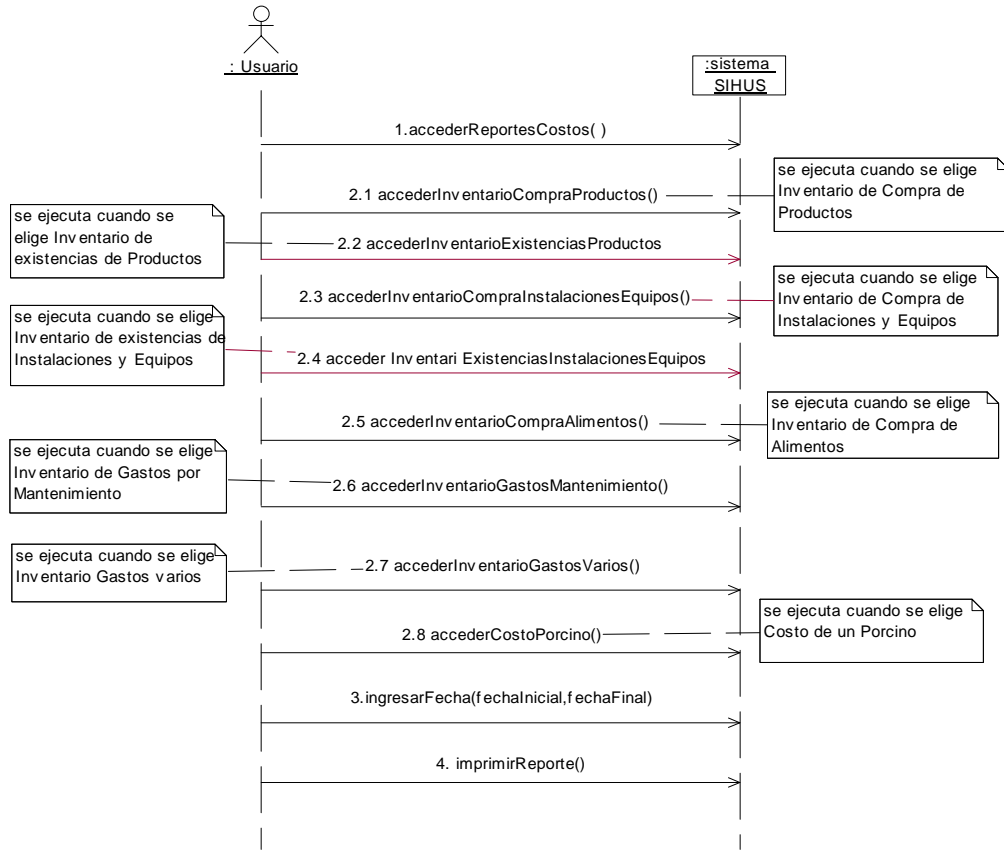 : Usuario
:sistema
SIHUS
1.accederReportesCostos( )
se ejecuta cuando se elige
Inventario de Compra de
Productos
2.1 accederInventarioCompraProductos()
se ejecuta cuando se
elige Inventario de
existencias de Productos
2.2 accederInventarioExistenciasProductos
se ejecuta cuando se elige
Inventario de Compra de
Instalaciones y Equipos
2.3 accederInventarioCompraInstalacionesEquipos()
se ejecuta cuando se elige
Inventario de existencias de
Instalaciones y Equipos
2.4 acceder Inventari ExistenciasInstalacionesEquipos
se ejecuta cuando se elige
Inventario de Compra de
Alimentos
2.5 accederInventarioCompraAlimentos()
se ejecuta cuando se elige
Inventario de Gastos por
Mantenimiento
2.6 accederInventarioGastosMantenimiento()
se ejecuta cuando se elige
Inventario Gastos varios
2.7 accederInventarioGastosVarios()
se ejecuta cuando se elige
Costo de un Porcino
2.8 accederCostoPorcino()
3.ingresarFecha(fechaInicial,fechaFinal)
4. imprimirReporte()